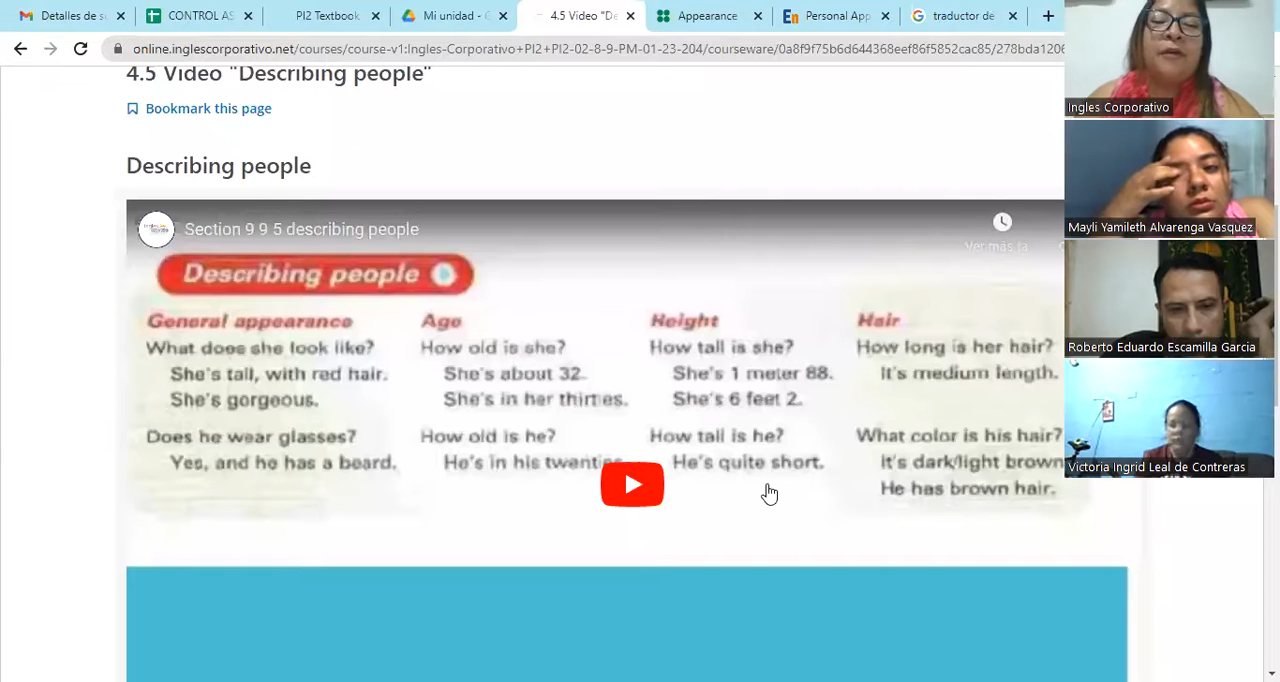 Detalles de su
CONTROL AS
PI2 Textbook
Mi unidad - G
4.5 Video "De
Appearance
Personal App
traductor de
online.inglescorporativo.net/courses/course-v1:Ingles-Corporativo+PI2+PI2-02-8-9-PM-01-23-204/courseware/0a8f9f75b6d644368eef86f5852cac85/278bda1206
4.5 Video "Describing people"
Bookmark this page
Describing people
Section 9 9 5 describing people
Ver más ta
Describing people
General appearance
What does she look like?
She's tall, with red hair.
She's gorgeous.
Does he wear glasses?
Yes, and he has a beard.
Age
How old is she?
She's about 32.
She's in her thirties.
How old is he?
He's in his twenties
Height
How tall is she?
She's 1 meter 88.
She's 6 feet 2.
How tall is he?
He's quite short.
Hair
How long is her hair?
It's medium length.
What color is his hair?
It's dark/light brown
He has brown hair.
Ingles Corporativo
Mayli Yamileth Alvarenga Vasquez
Roberto Eduardo Escamilla Garcia
Victoria Ingrid Leal de Contreras